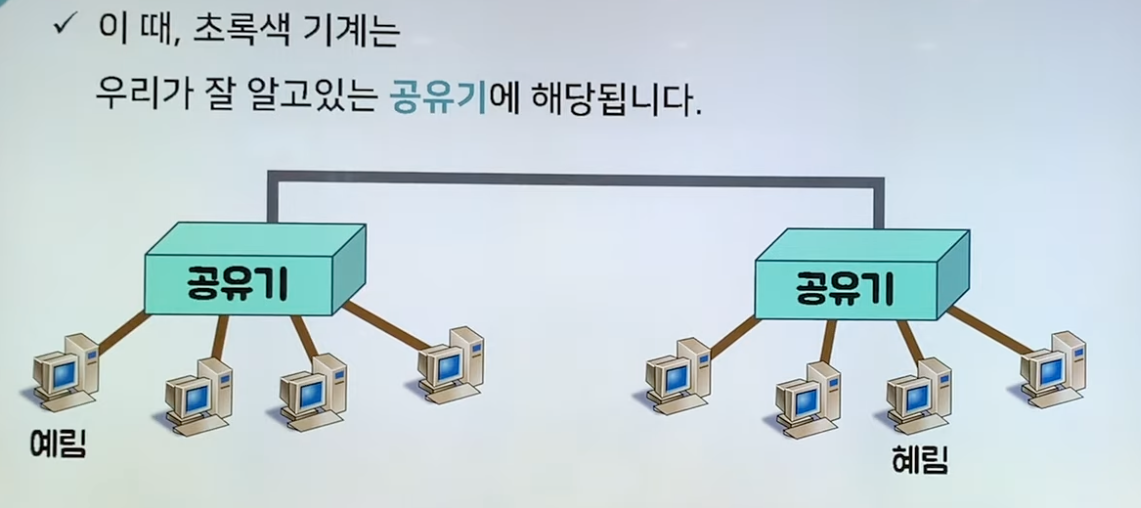 ✓ 이 때, 초록색 기계는
우리가 잘 알고있는 공유기에 해당됩니다.
공유기
공유기
예림
혜림